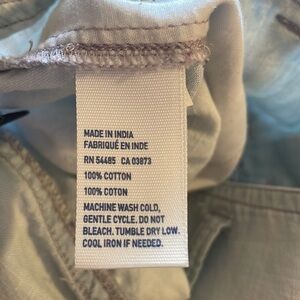 MADE IN INDIA
FABRIQUÉ EN INDE
RN 54485 CA 03873
100% COTTON
100% COTON
MACHINE WASH COLD,
GENTLE CYCLE. DO NOT
BLEACH. TUMBLE DRY LOW.
COOL IRON IF NEEDED.